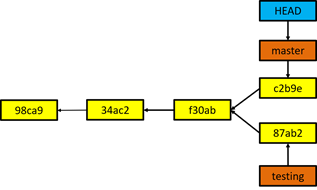 HEAD
master
c2b9e
98ca9 34ac2 f30ab
87ab2
testing